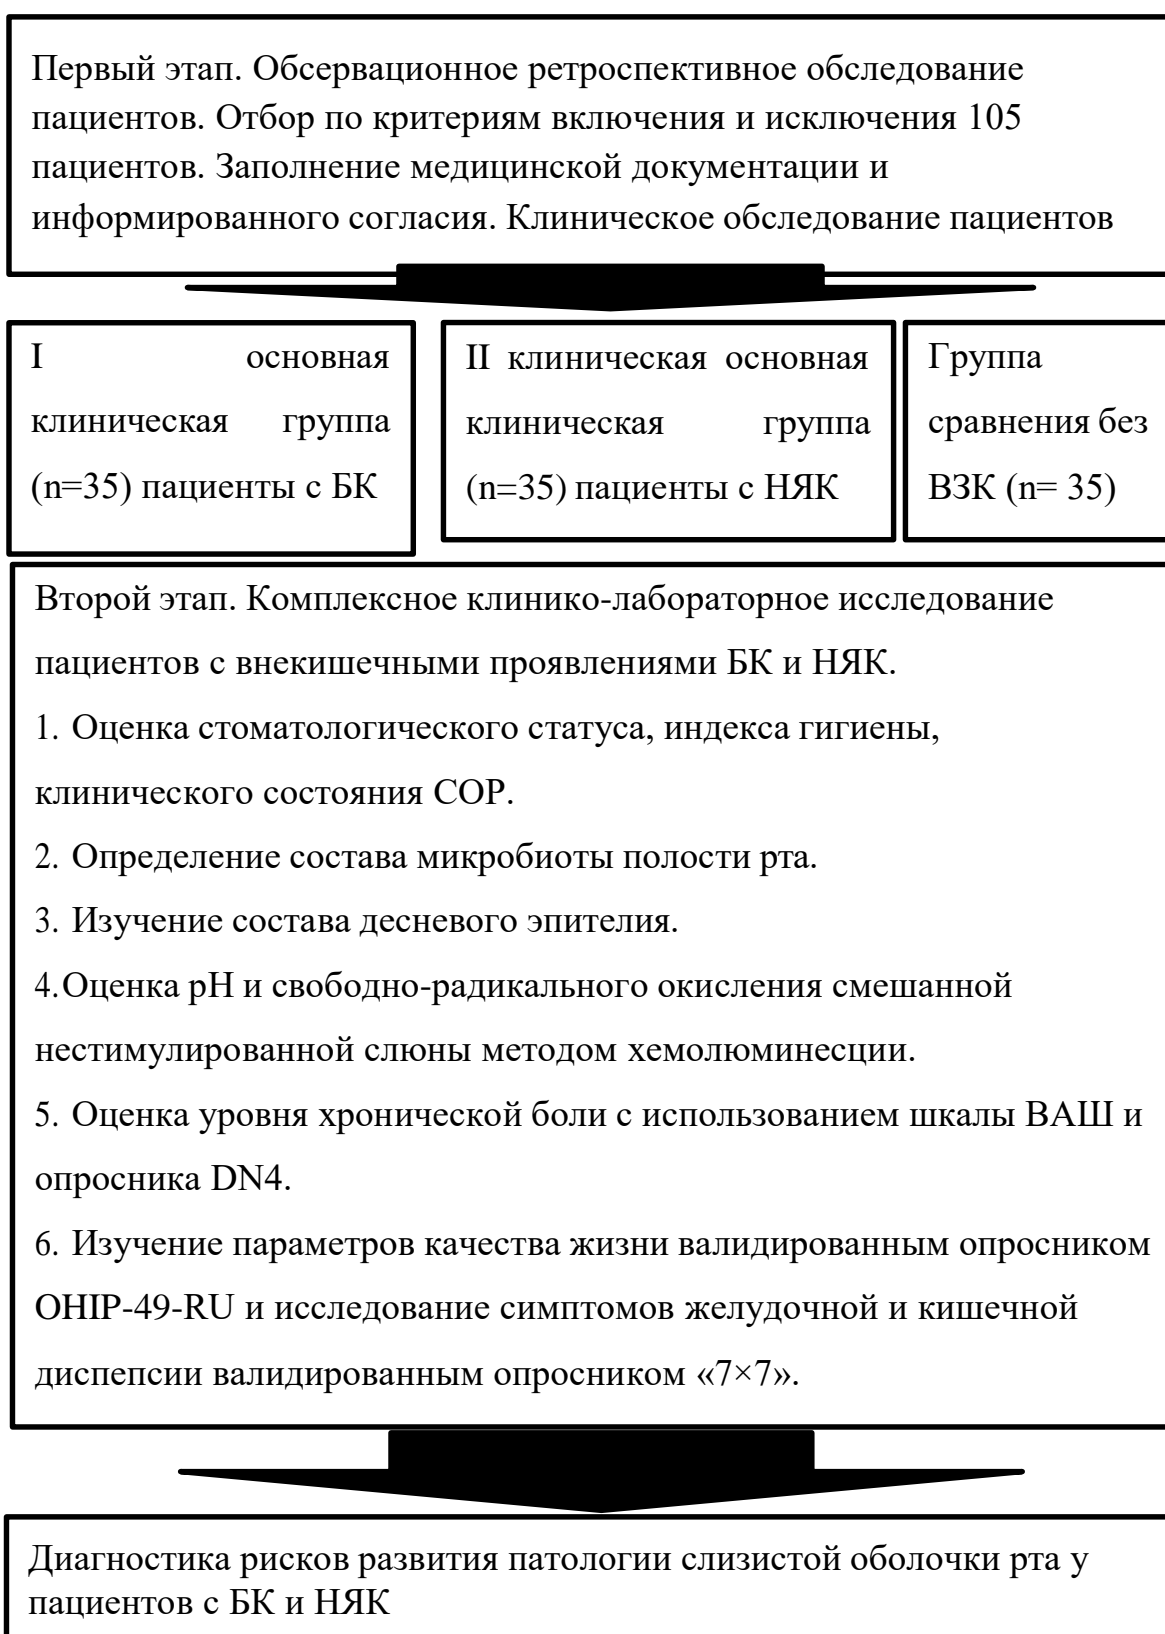 Первый этап. Обсервационное ретроспективное обследование
пациентов. Отбор по критериям включения и исключения 105
пациентов. Заполнение медицинской документации и
информированного согласия. Клиническое обследование пациентов
I основная
клиническая группа
(n=35) пациенты с БК
II клиническая основная
клиническая группа
(n=35) пациенты с НЯК
Группа
сравнения без
ВЗК (n= 35)
Второй этап. Комплексное клинико-лабораторное исследование
пациентов с внекишечными проявлениями БК и НЯК.
1. Оценка стоматологического статуса, индекса гигиены,
клинического состояния СОР.
2. Определение состава микробиоты полости рта.
3. Изучение состава десневого эпителия.
4.Оценка pH и свободно-радикального окисления смешанной
нестимулированной слюны методом хемолюминесции.
5. Оценка уровня хронической боли с использованием шкалы ВАШ и
опросника DN4.
6. Изучение параметров качества жизни валидированным опросником
OHIP-49-RU и исследование симптомов желудочной и кишечной
диспепсии валидированным опросником «7×7».
Диагностика рисков развития патологии слизистой оболочки рта у
пациентов с БК и НЯК